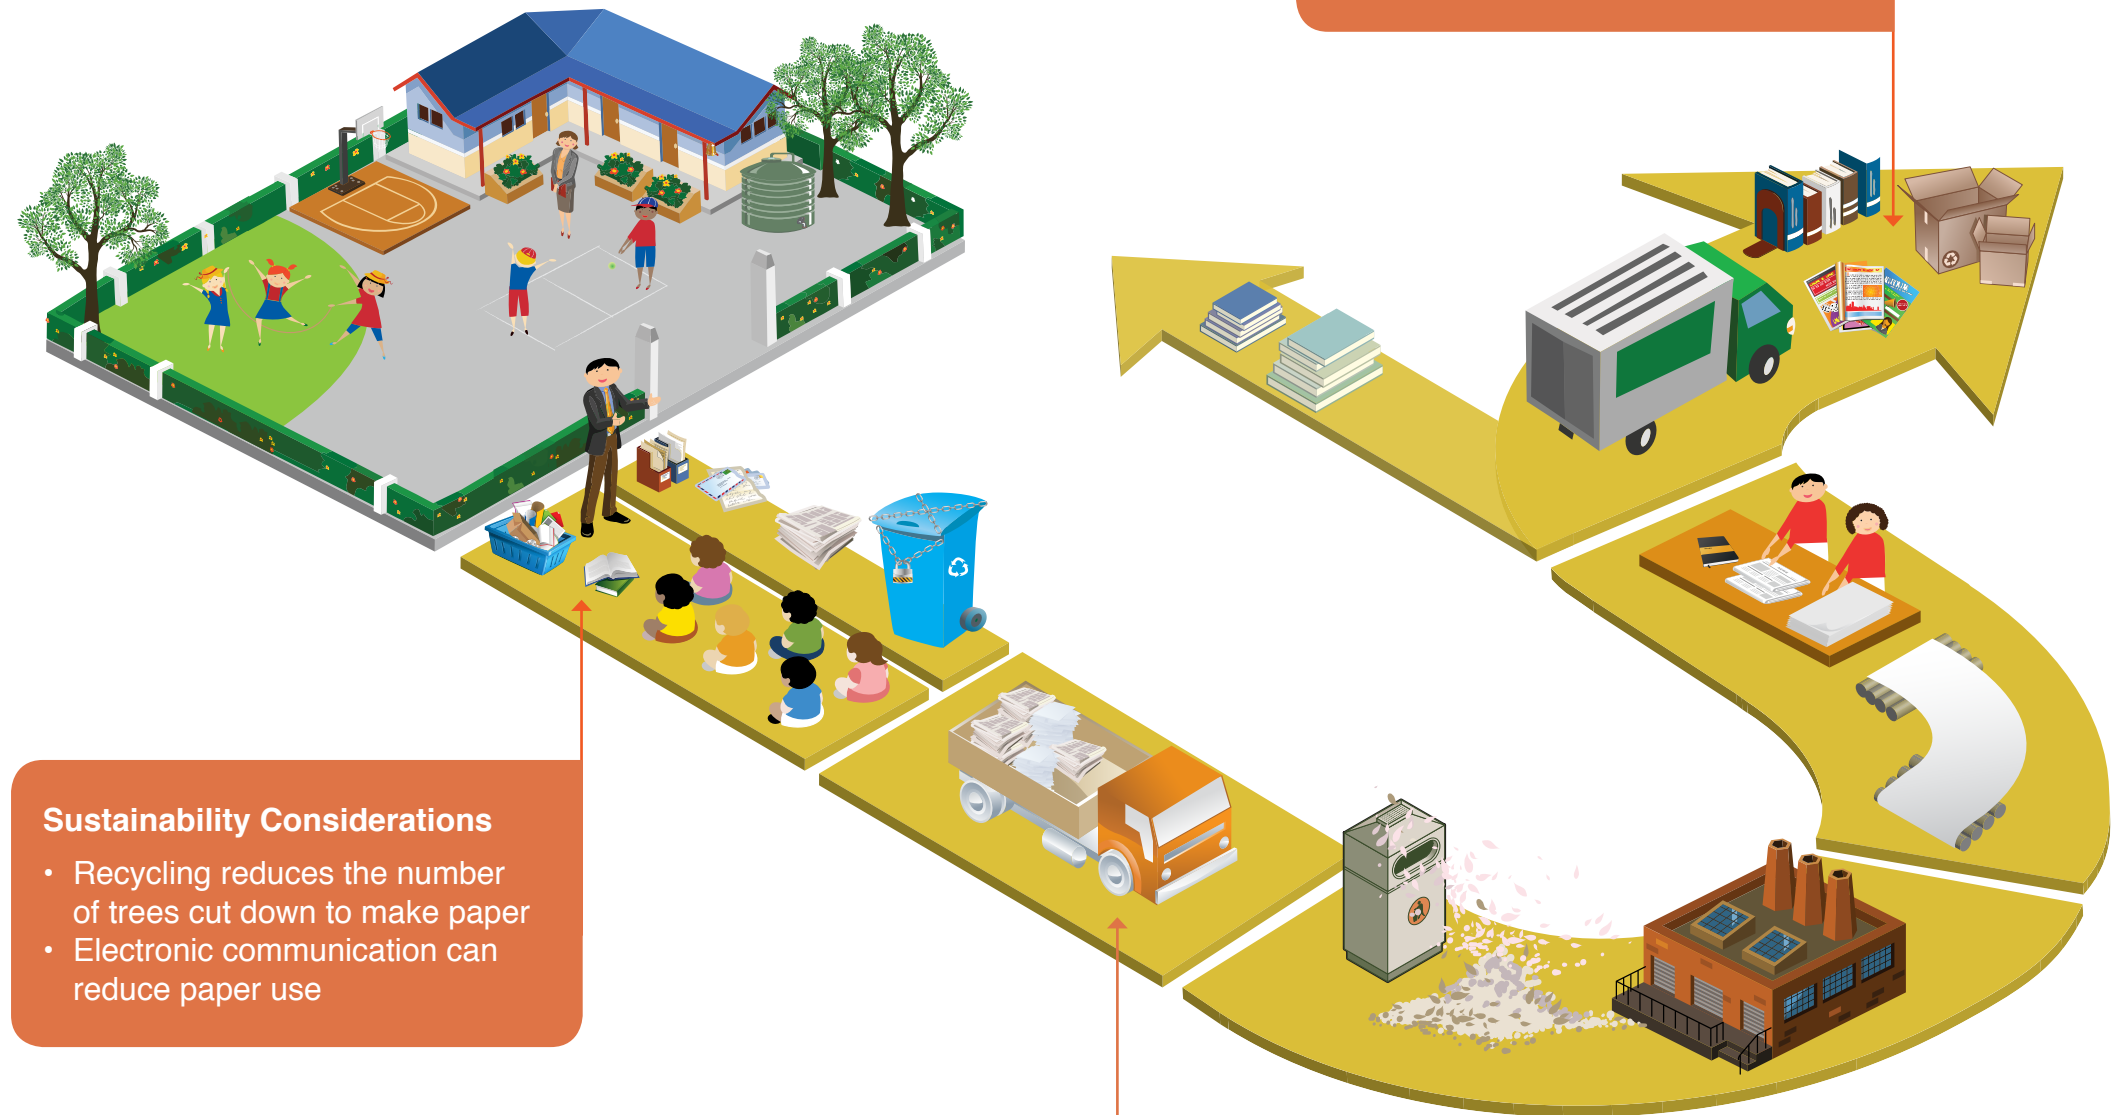 Sustainability Considerations
• Recycling reduces the number
of trees cut down to make paper
• Electronic communication can
reduce paper use